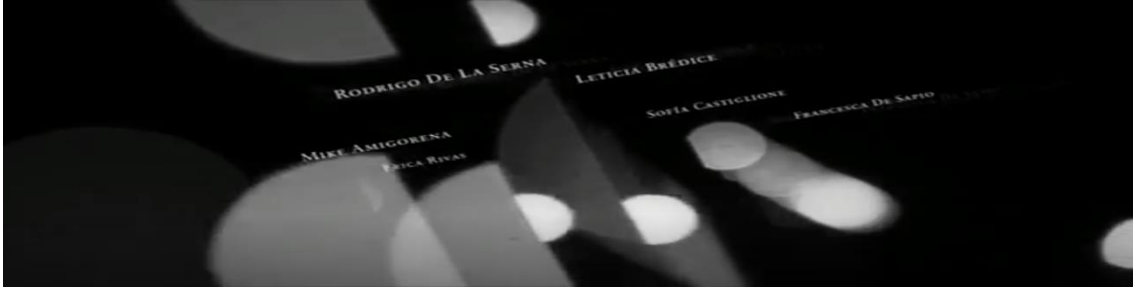 Rodrigo De La Serna
Leticia Brédice
Sofía Castiglione
Francesca De Sapio
Mike Amigorena
Erica Rivas